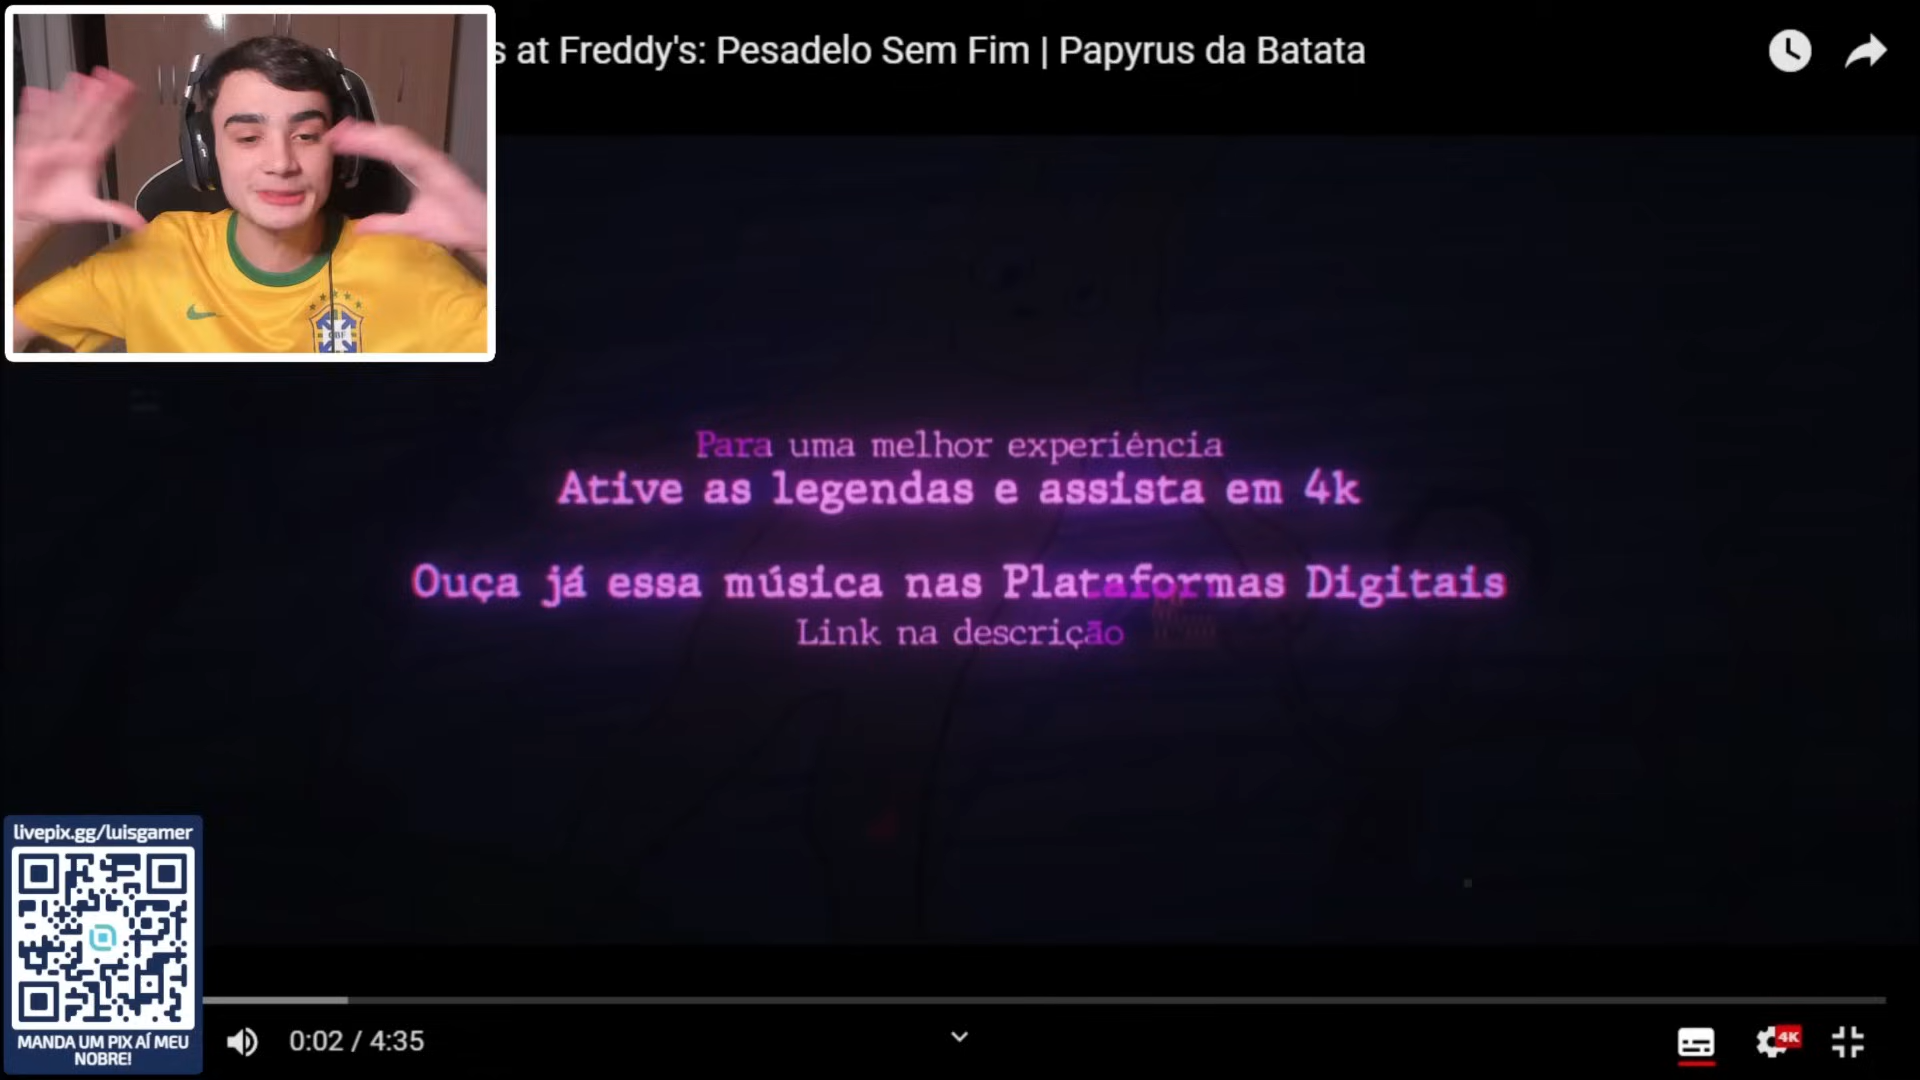 s at Freddy's: Pesadelo Sem Fim | Papyrus da Batata
Para uma melhor experiência
Ative as legendas e assista em 4k
Ouça já essa música nas Plataformas Digitais
Link na descrição
livepix.gg/luisgamer
MANDA UM PIX AÍ MEU
NOBRE!
0:02 / 4:35
4K